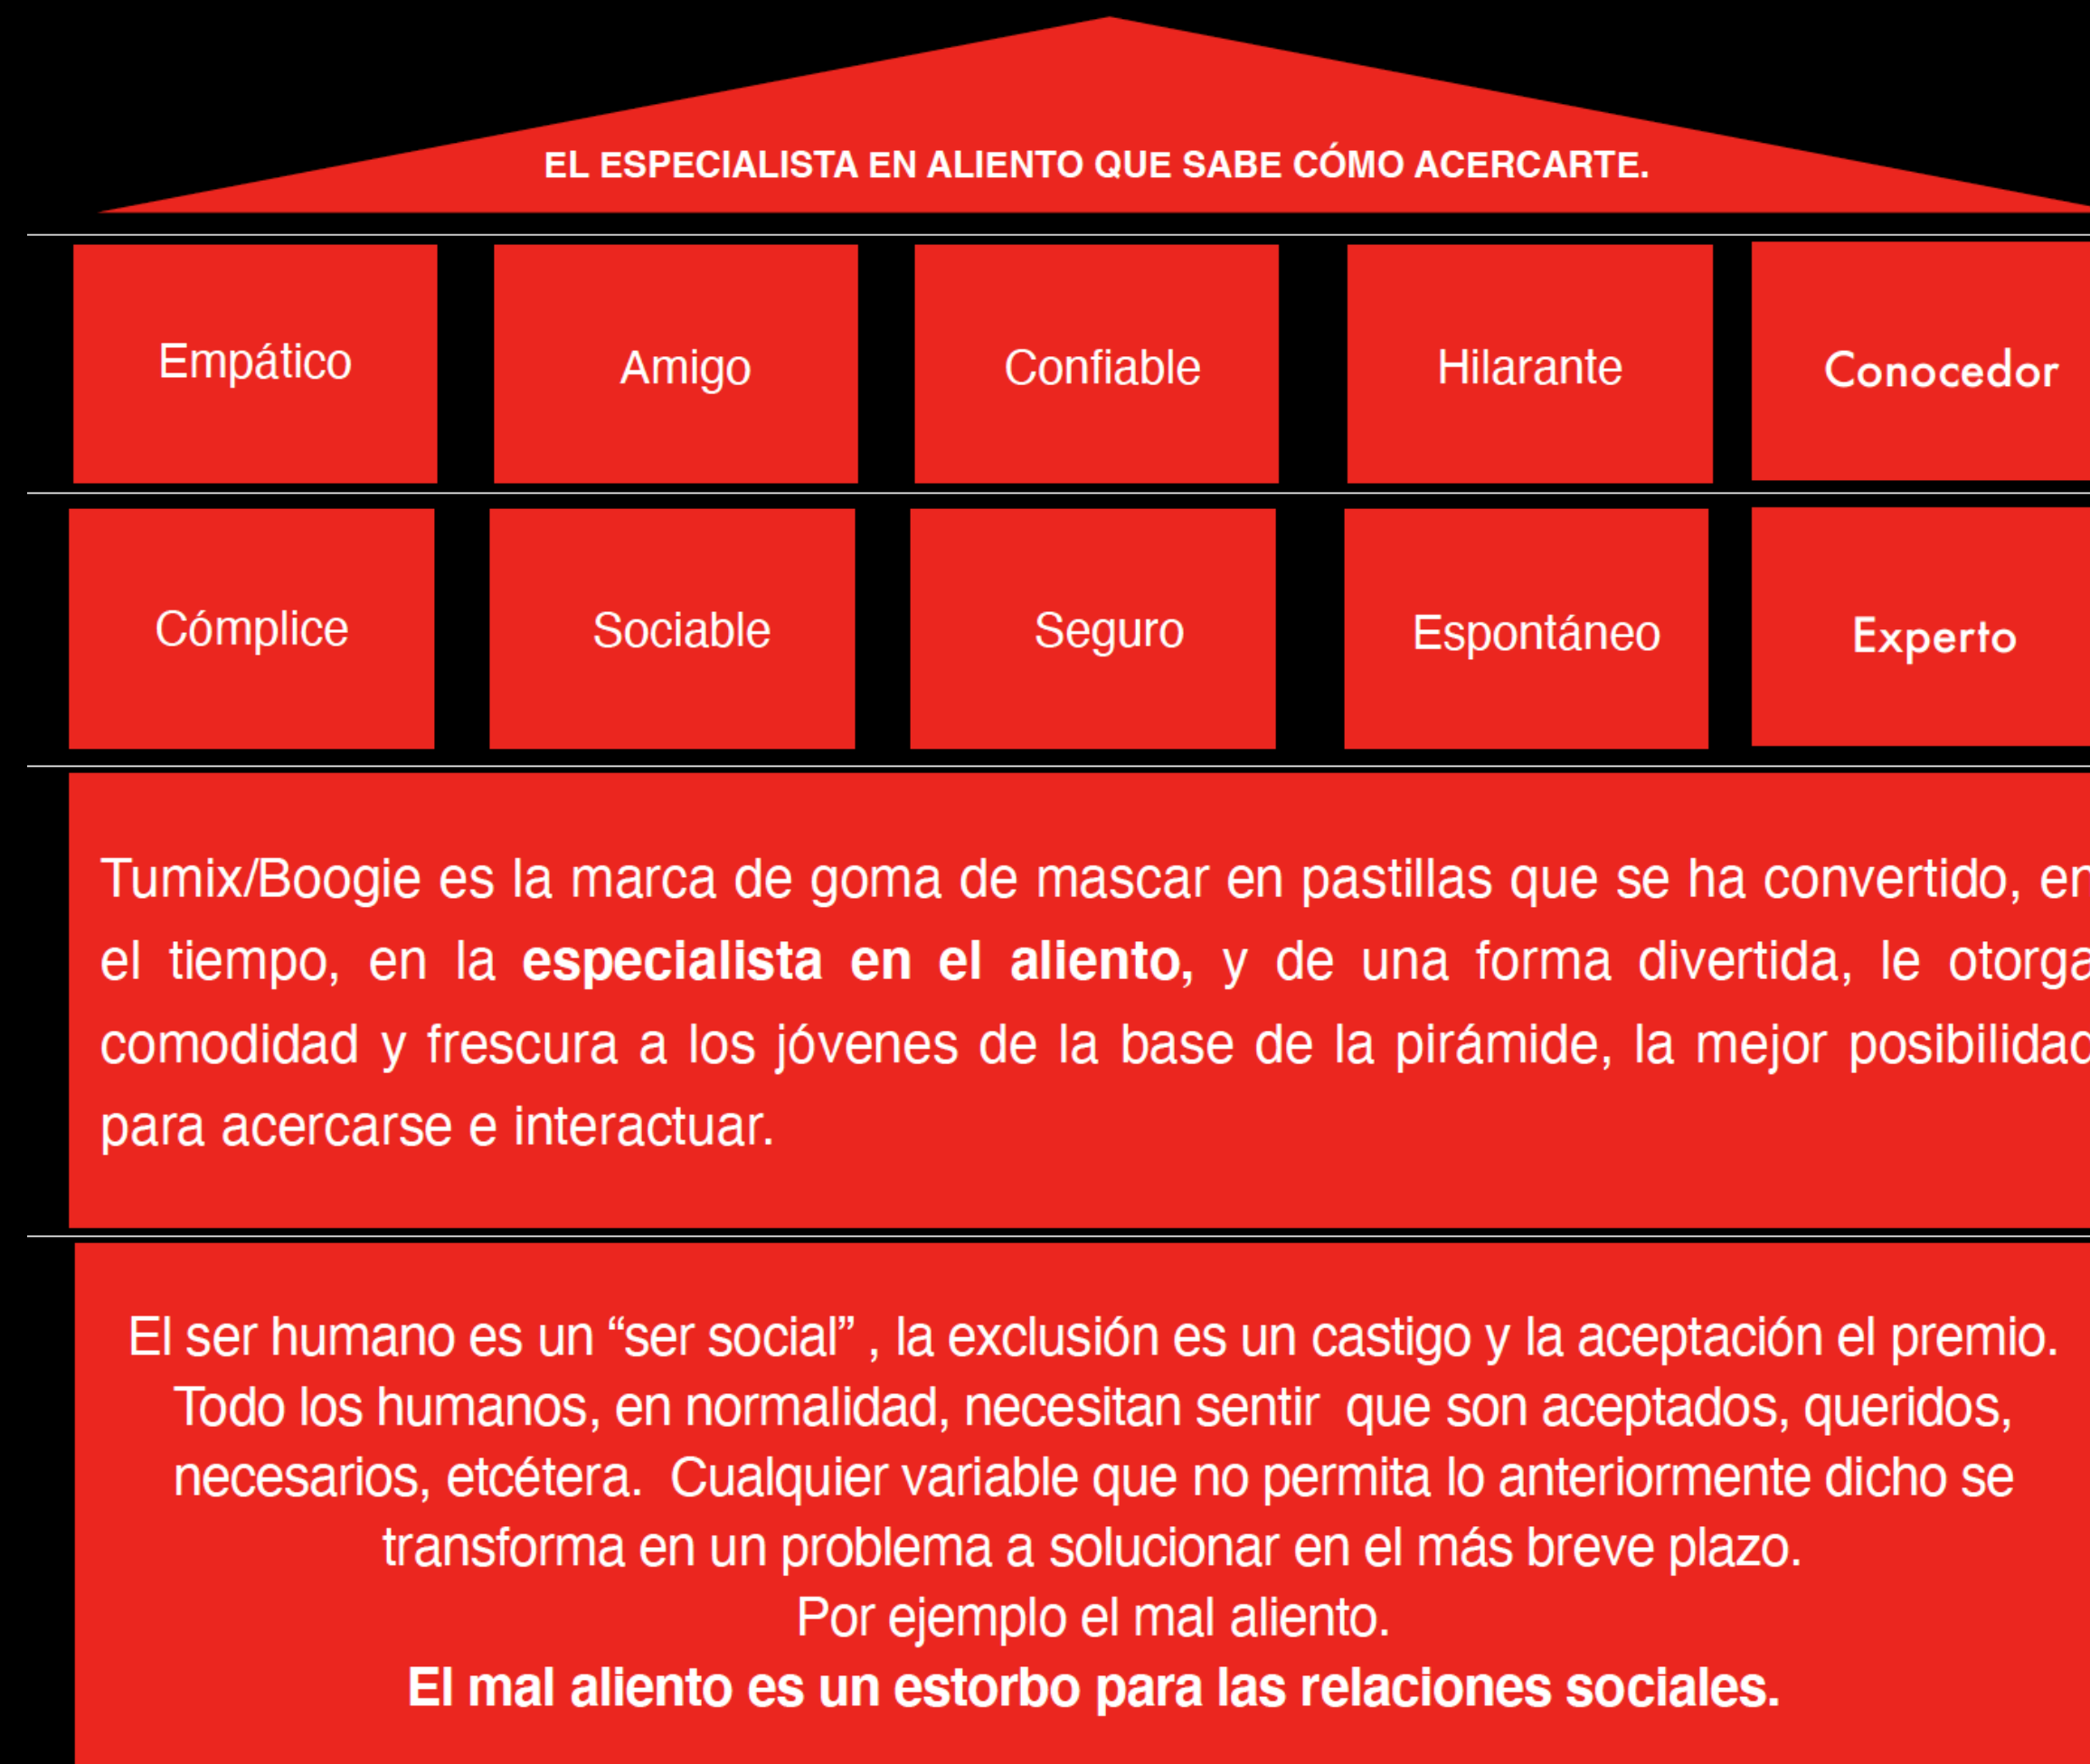 EL ESPECIALISTA EN ALIENTO QUE SABE CÓMO ACERCARTE.
Empático
Amigo
Confiable
Hilarante
Conocedor
Cómplice
Sociable
Seguro
Espontáneo
Experto
Tumix/Boogie es la marca de goma de mascar en pastillas que se ha convertido, en
el tiempo, en la especialista en el aliento, y de una forma divertida, le otorga
comodidad y frescura a los jóvenes de la base de la pirámide, la mejor posibilidad
para acercarse e interactuar.
El ser humano es un “ser social” , la exclusión es un castigo y la aceptación el premio.
Todo los humanos, en normalidad, necesitan sentir  que son aceptados, queridos,
necesarios, etcétera.  Cualquier variable que no permita lo anteriormente dicho se
transforma en un problema a solucionar en el más breve plazo.
Por ejemplo el mal aliento.
El mal aliento es un estorbo para las relaciones sociales.